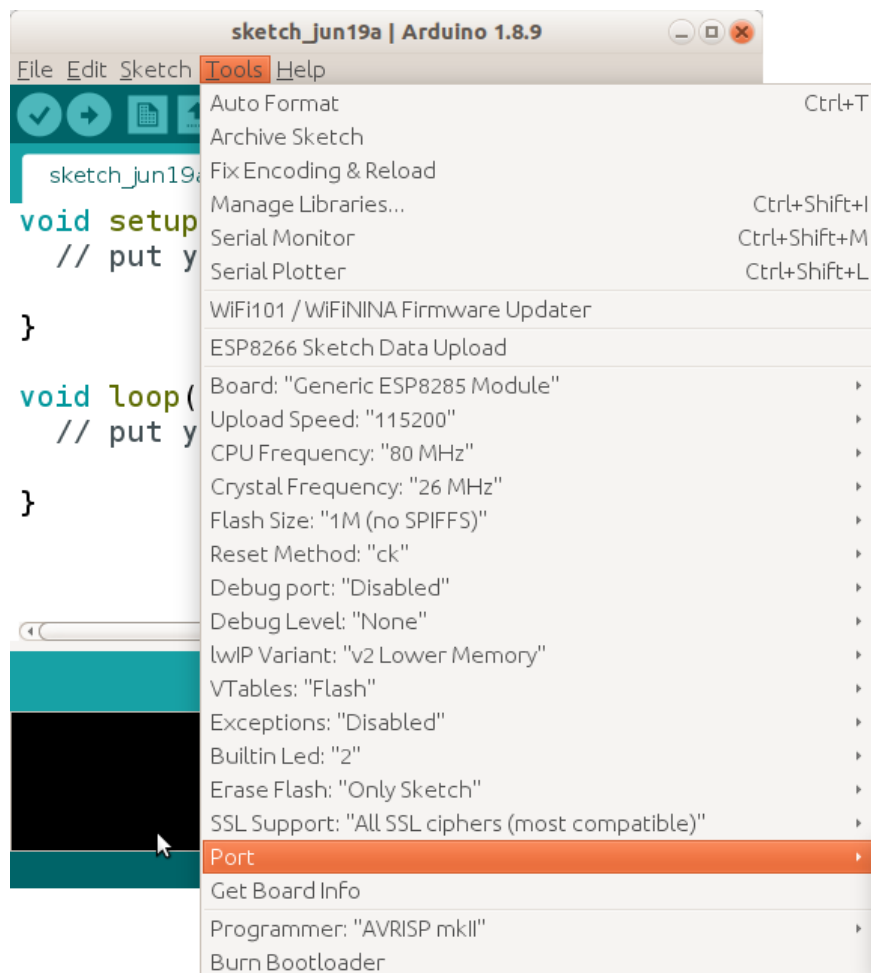 sketch_jun19a | Arduino 1.8.9
File Edit Sketch Tools Help
Auto Format Ctrl+T
Archive Sketch
Fix Encoding & Reload
Manage Libraries... Ctrl+Shift+I
Serial Monitor Ctrl+Shift+M
Serial Plotter Ctrl+Shift+L
WiFi101 / WiFiNINA Firmware Updater
ESP8266 Sketch Data Upload
Board: "Generic ESP8285 Module"
Upload Speed: "115200"
CPU Frequency: "80 MHz"
Crystal Frequency: "26 MHz"
Flash Size: "1M (no SPIFFS)"
Reset Method: "ck"
Debug port: "Disabled"
Debug Level: "None"
lwIP Variant: "v2 Lower Memory"
VTables: "Flash"
Exceptions: "Disabled"
Builtin Led: "2"
Erase Flash: "Only Sketch"
SSL Support: "All SSL ciphers (most compatible)"
Port
Get Board Info
Programmer: "AVRISP mkII"
Burn Bootloader
sketch_jun19a
void setup
// put y
}
void loop(
// put y
}